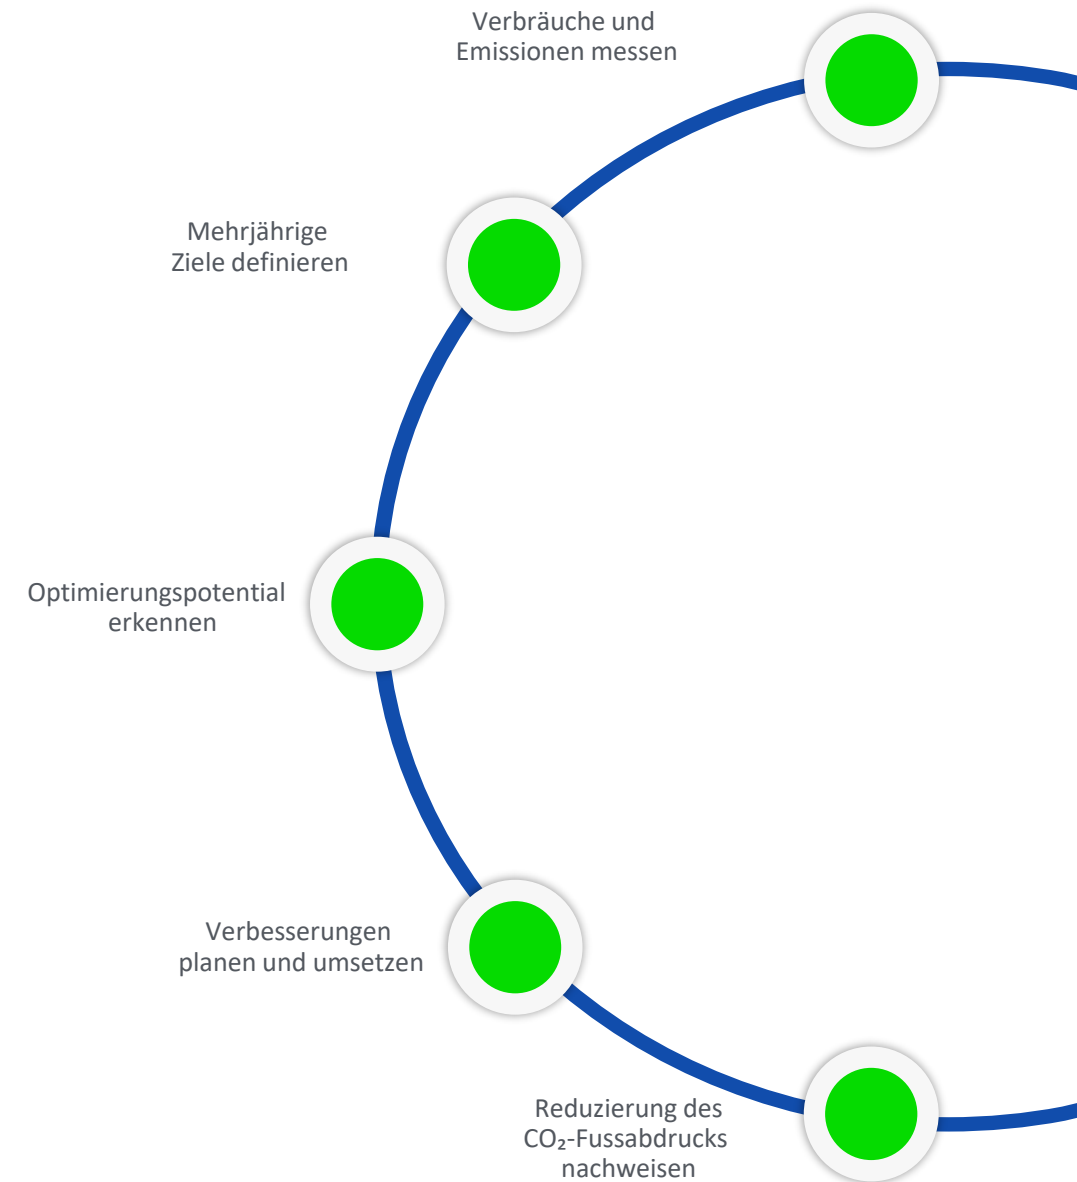 Verbräuche und
Emissionen messen
Mehrjährige
Ziele definieren
Optimierungspotential
erkennen
Verbesserungen
planen und umsetzen
Reduzierung des
CO₂-Fussabdrucks
nachweisen